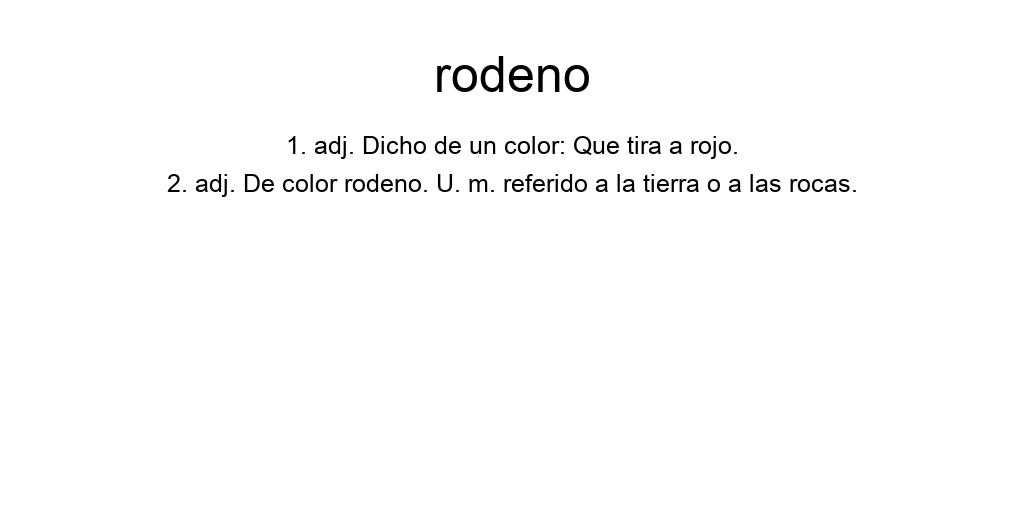 rodeno
1. adj. Dicho de un color: Que tira a rojo.
2. adj. De color rodeno. U. m. referido a la tierra o a las rocas.